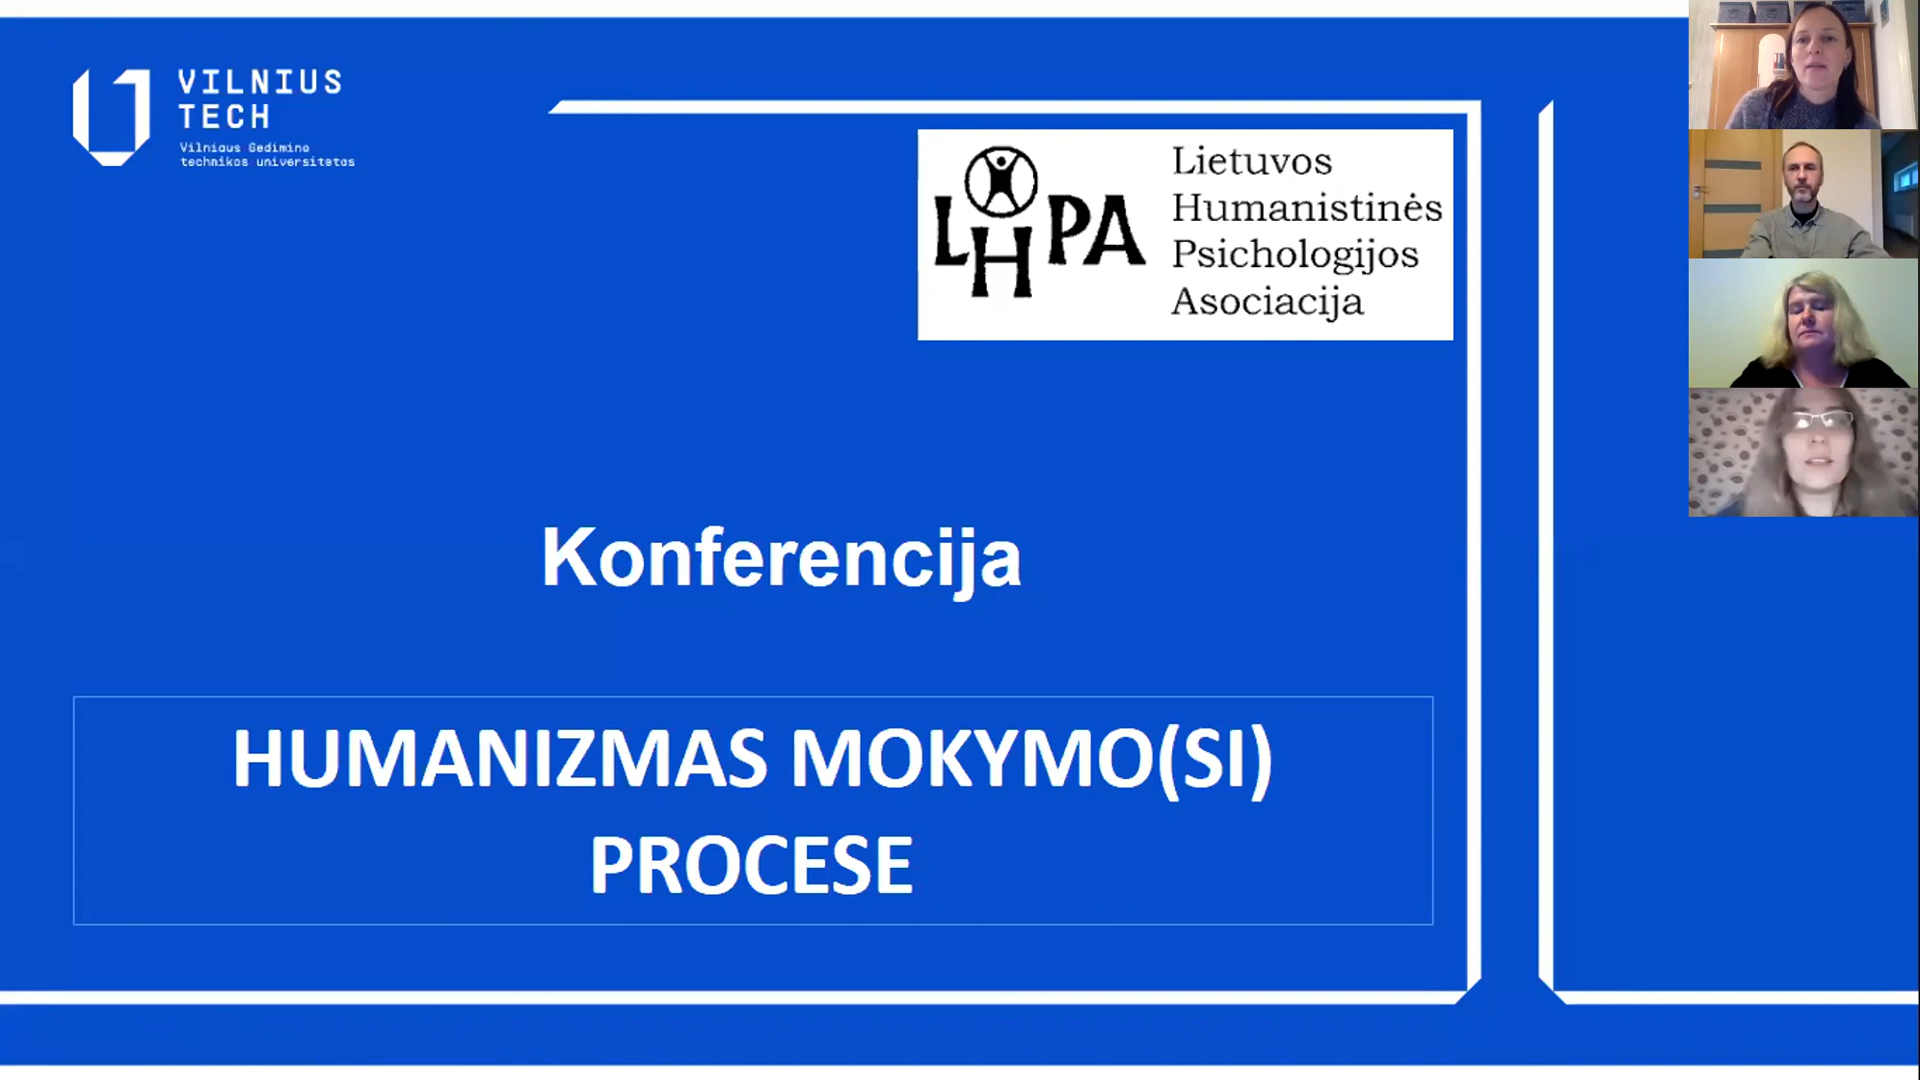 VILNIUS
TECH
Vilniaus Gedimino
technikos universitetas
LHPA
Lietuvos
Humanistinės
Psichologijos
Asociacija
Konferencija
HUMANIZMAS MOKYMO(SI)
PROCESE